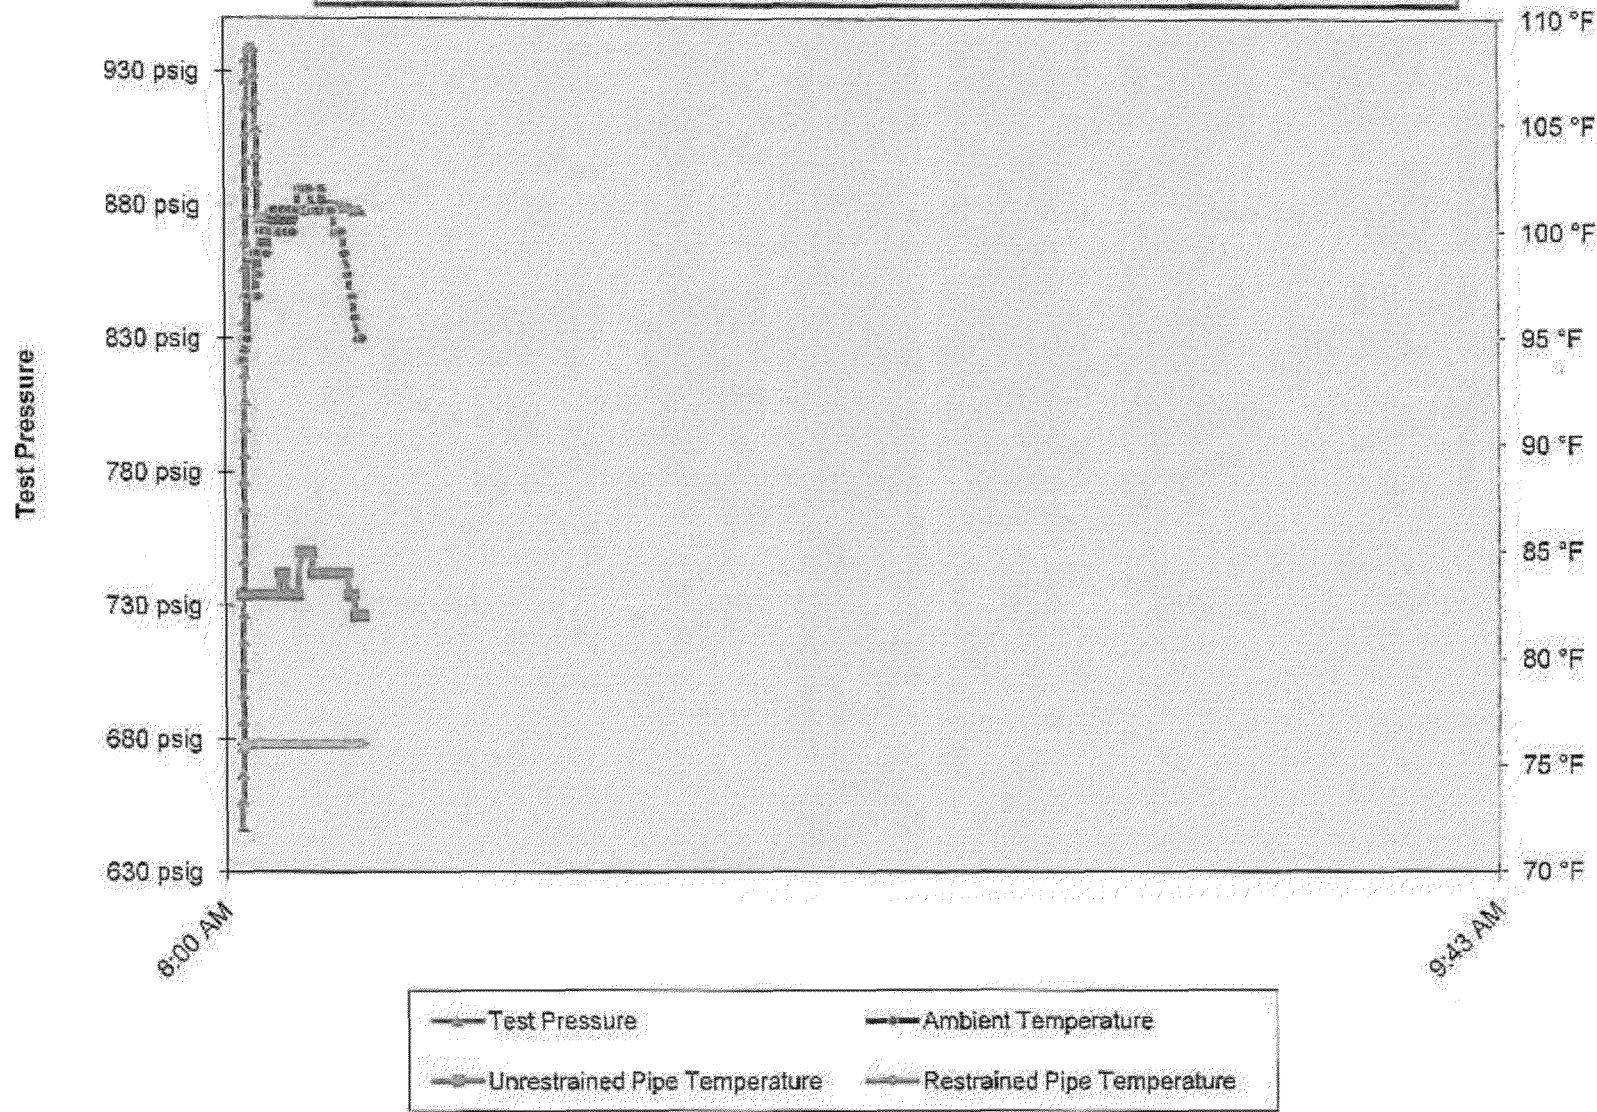 110 °F
930 psig
105 °F
880 psig
100 °F
830 psig
95 °F
Test Pressure
90 °F
780 psig
85 °F
730 psig
80 °F
680 psig
75 °F
630 psig
70 °F
8:00 AM
9:43 AM
Test Pressure
Ambient Temperature
Unrestrained Pipe Temperature
Restrained Pipe Temperature